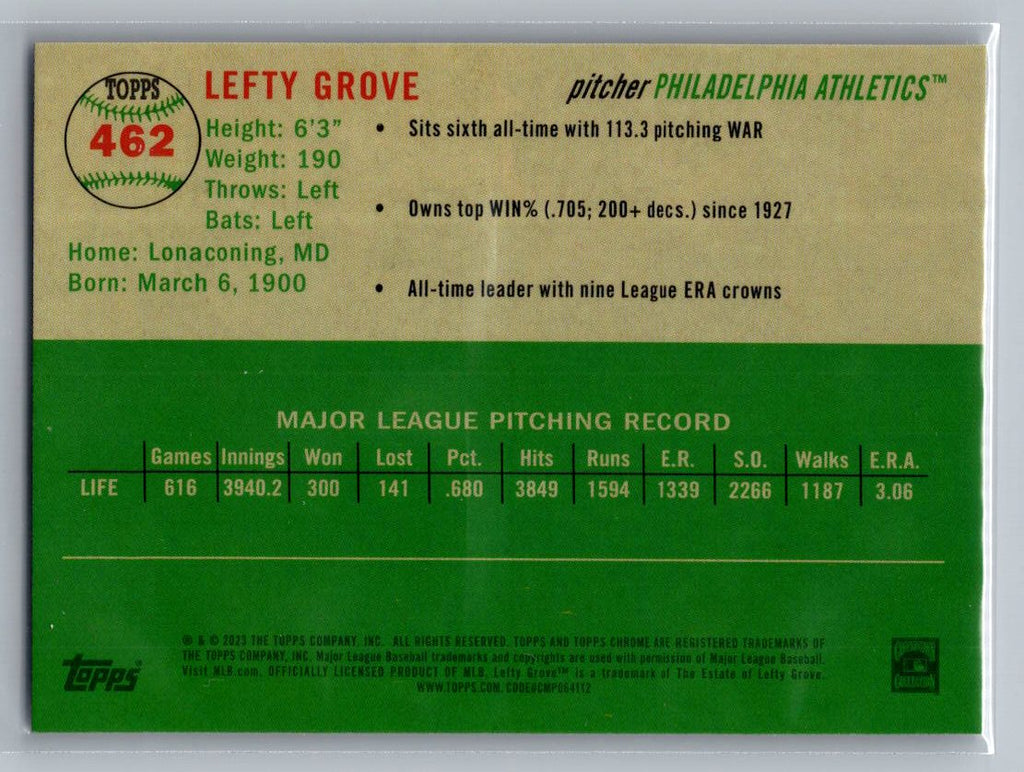 TOPPS
462
LEFTY GROVE
pitcher PHILADELPHIA ATHLETICS™
Height: 6'3"
Weight: 190
Throws: Left
Bats: Left
Home: Lonaconing, MD
Born: March 6, 1900
• Sits sixth all-time with 113.3 pitching WAR
• Owns top WIN% (.705; 200+ decs.) since 1927
• All-time leader with nine League ERA crowns
MAJOR LEAGUE PITCHING RECORD
Games Innings Won Lost Pct. Hits Runs E.R. S.O. Walks E.R.A.
LIFE 616 3940.2 300 141 .680 3849 1594 1339 2266 1187 3.06
® & © 2023 THE TOPPS COMPANY, INC. ALL RIGHTS RESERVED. TOPPS AND TOPPS CHROME ARE REGISTERED TRADEMARKS OF
THE TOPPS COMPANY, INC. Major League Baseball trademarks and copyrights are used with permission of Major League Baseball.
Visit MLB.com. OFFICIALLY LICENSED PRODUCT OF MLB. Lefty Grove™ is a trademark of The Estate of Lefty Grove.
WWW.TOPPS.COM. CODE#CMP064112
topps®